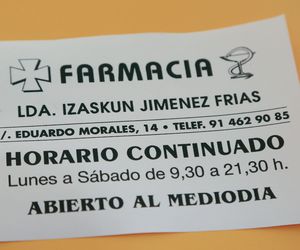 FARMACIA
LDA. IZASKUN JIMENEZ FRIAS
/. EDUARDO MORALES, 14 • TELEF. 91 462 90 85
HORARIO CONTINUADO
Lunes a Sábado de 9,30 a 21,30 h.
ABIERTO AL MEDIODIA